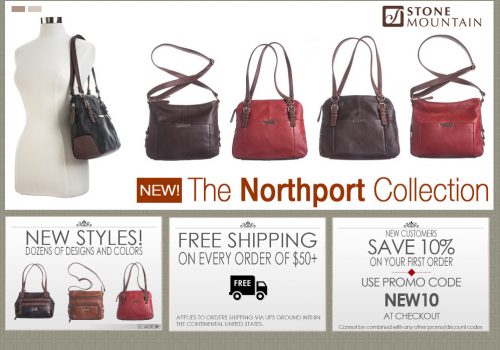 STONE
MOUNTAIN
NEW! The Northport Collection
NEW STYLES!
DOZENS OF DESIGNS AND COLORS
SEE MORE
FREE SHIPPING
ON EVERY ORDER OF $50+
FREE
APPLIES TO ORDERS SHIPPING VIA UPS GROUND WITHIN
THE CONTINENTAL UNITED STATES.
NEW CUSTOMERS
SAVE 10%
ON YOUR FIRST ORDER
USE PROMO CODE
NEW10
AT CHECKOUT
Cannot be combined with any other promo/discount codes.